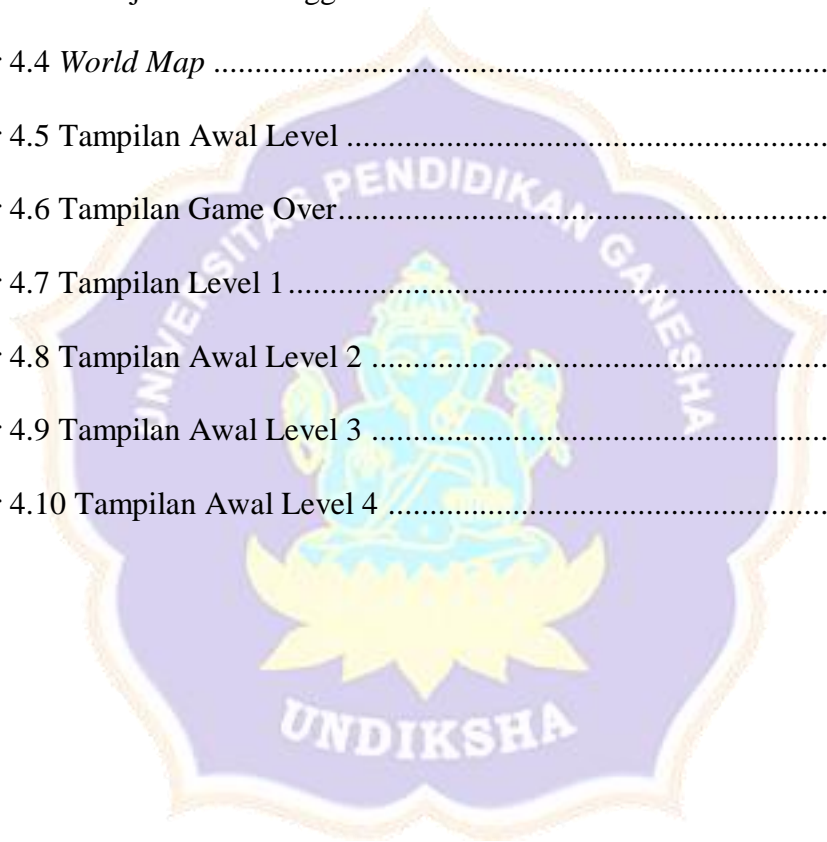 4.4 World Map ..........................................................................
4.5 Tampilan Awal Level ..........................................................
4.6 Tampilan Game Over...........................................................
4.7 Tampilan Level 1.................................................................
4.8 Tampilan Awal Level 2 .......................................................
4.9 Tampilan Awal Level 3 .......................................................
4.10 Tampilan Awal Level 4 .....................................................
UNIVERSITAS PENDIDIKAN GANESHA
UNDIKSHA